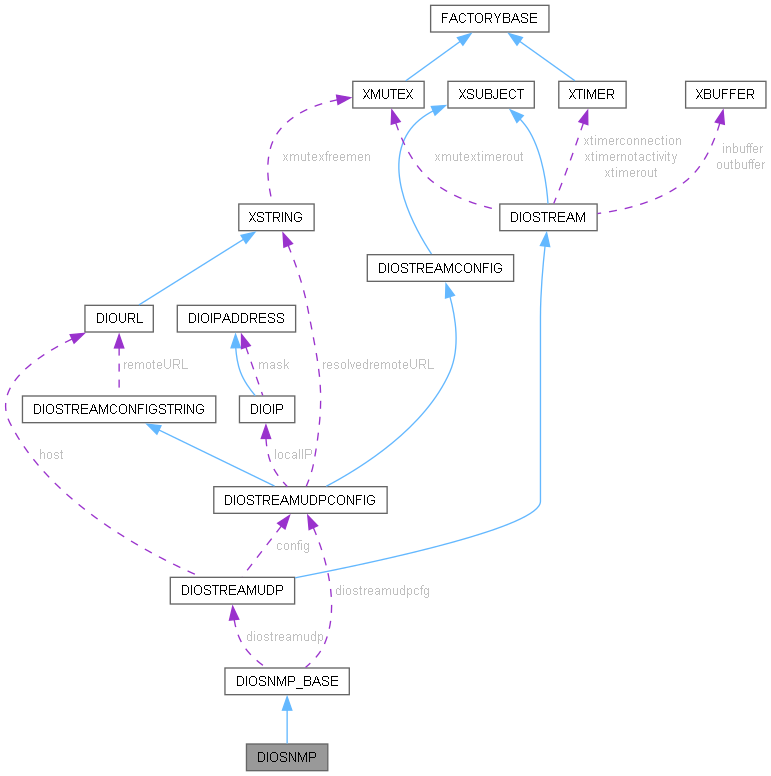 FACTORYBASE
XMUTEX
XSUBJECT
XTIMER
XBUFFER
xmutexfreemen
xmutextimerout
xtimerconnection
xtimernotactivity
xtimerout
inbuffer
outbuffer
XSTRING
DIOSTREAM
DIOSTREAMCONFIG
DIOURL
DIOIPADDRESS
remoteURL
mask
resolvedremoteURL
DIOSTREAMCONFIGSTRING
DIOIP
host
localIP
DIOSTREAMUDPCONFIG
config
DIOSTREAMUDP
diostreamudpcfg
diostreamudp
DIOSNMP_BASE
DIOSNMP